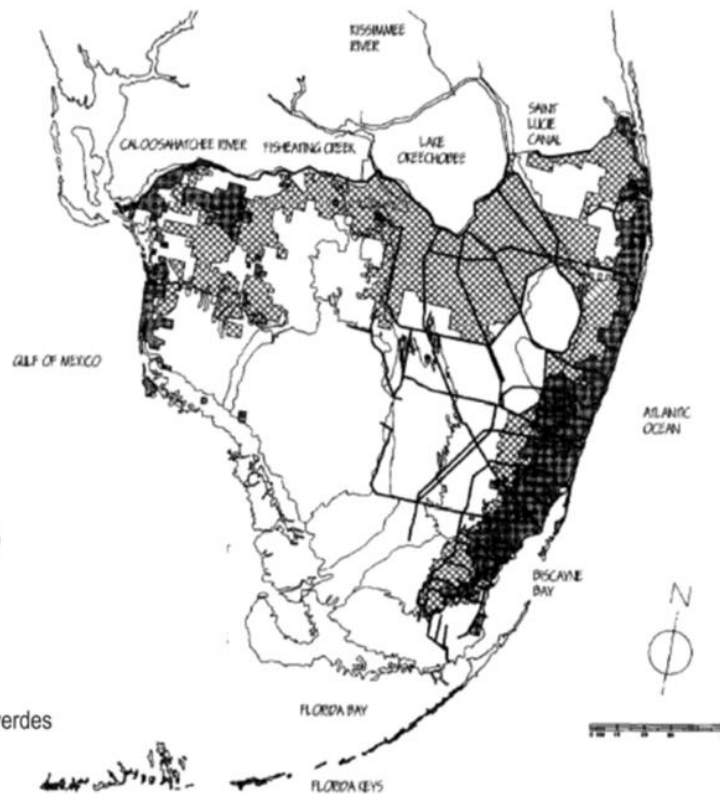 KISSIMMEE
RIVER
SAINT
LUCIE
CANAL
CALOOSAHATCHEE RIVER
FISHEATING CREEK
LAKE
OKEECHOBEE
GULF OF MEXICO
ATLANTIC
OCEAN
BISCAYNE
BAY
N
FLORIDA BAY
erdes
FLORIDA KEYS